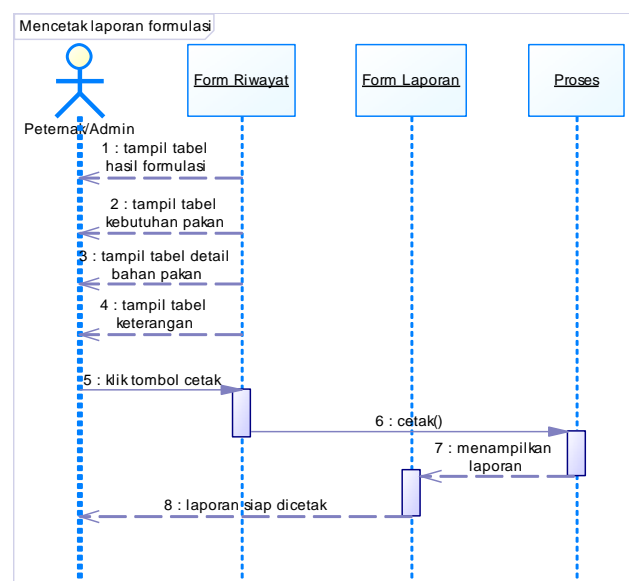 Mencetak laporan formulasi
Form Riwayat
Form Laporan
Proses
Peternak/Admin
1 : tampil tabel
hasil formulasi
2 : tampil tabel
kebutuhan pakan
3 : tampil tabel detail
bahan pakan
4 : tampil tabel
keterangan
5 : klik tombol cetak
6 : cetak()
7 : menampilkan
laporan
8 : laporan siap dicetak